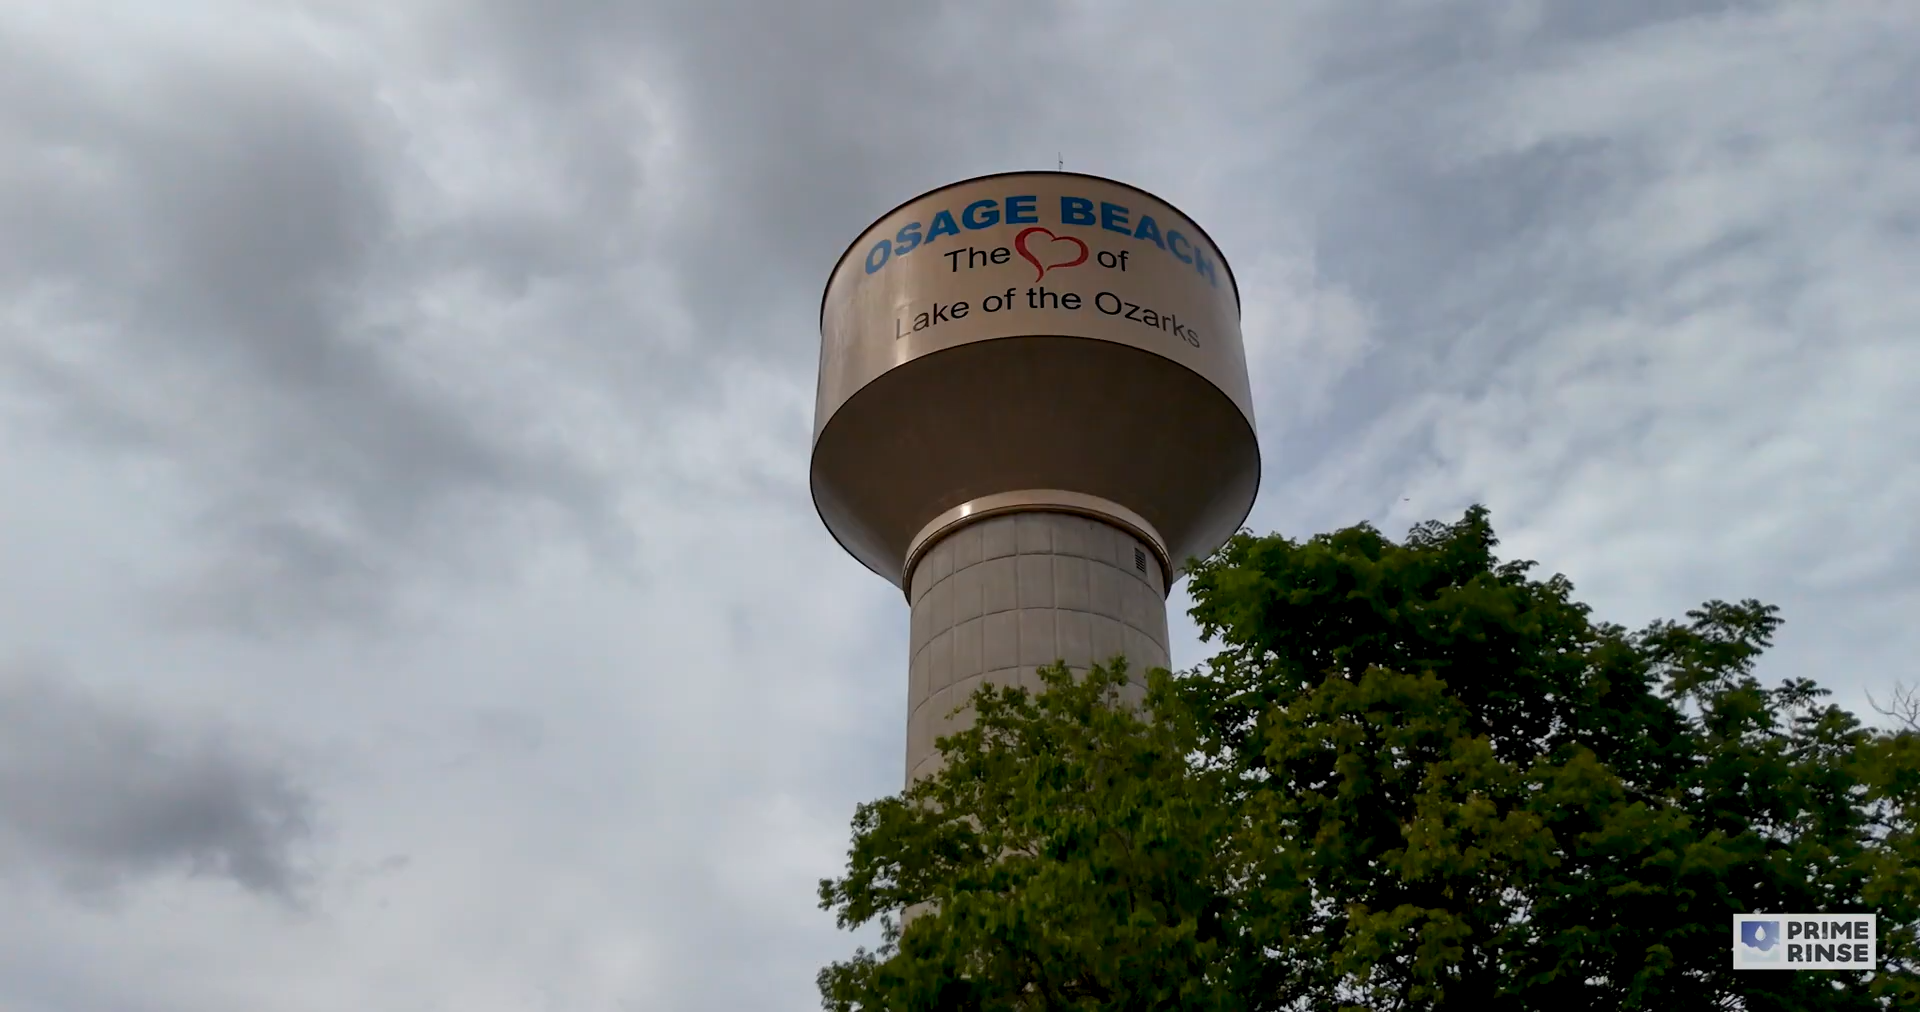 OSAGE BEACH
The of
Lake of the Ozarks
PRIME
RINSE